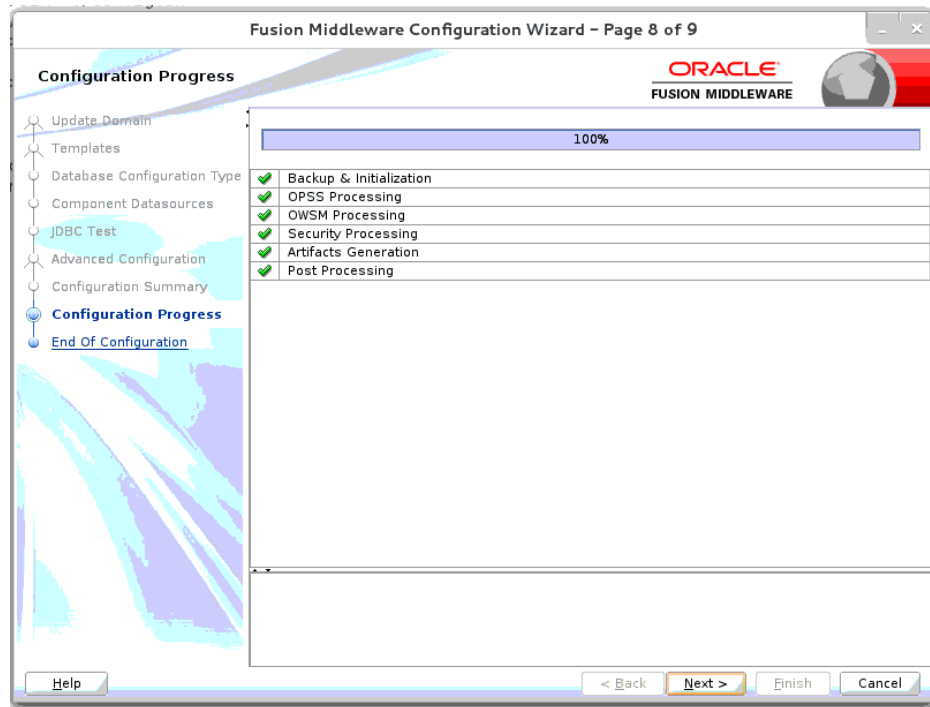 Fusion Middleware Configuration Wizard – Page 8 of 9
Configuration Progress
ORACLE
FUSION MIDDLEWARE
Update Domain
Templates
Database Configuration Type
Component Datasources
JDBC Test
Advanced Configuration
Configuration Summary
Configuration Progress
End Of Configuration
100%
Backup & Initialization
OPSS Processing
OWSM Processing
Security Processing
Artifacts Generation
Post Processing
Help
< Back
Next >
Finish
Cancel